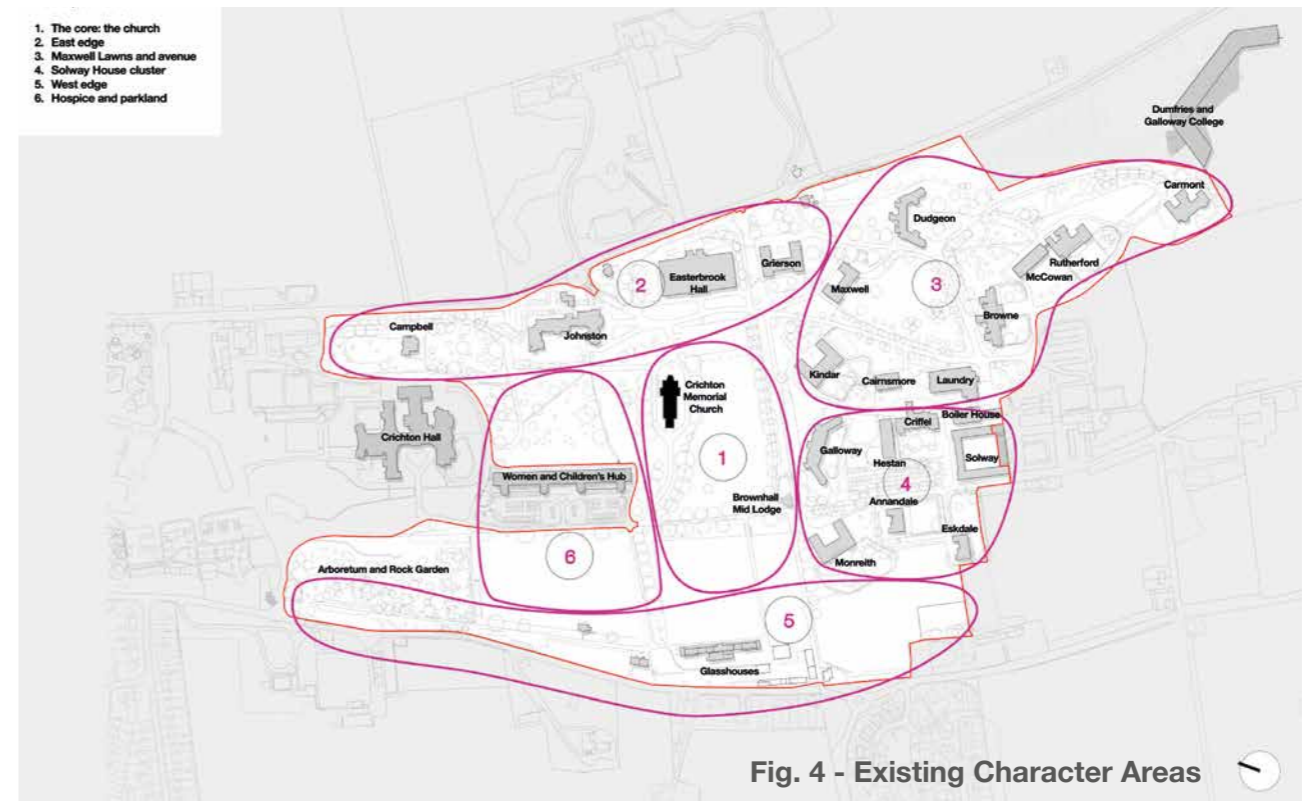 1. The core: the church
2. East edge
3. Maxwell Lawns and avenue
4. Solway House cluster
5. West edge
6. Hospice and parkland
Dumfries and
Galloway College
Carmont
Dudgeon
Rutherford
McCowan
Grierson
Easterbrook
Hall
2
Maxwell
3
Browne
Campbell
Johnston
Kindar
Cairnsmore
Laundry
Crichton
Memorial
Church
Criffel
Boiler House
Crichton Hall
Galloway
Hestan
Solway
1
4
Women and Children's Hub
Brownhall
Mid Lodge
Annandale
Eskdale
6
Monreith
Arboretum and Rock Garden
5
Glasshouses
Fig. 4 - Existing Character Areas